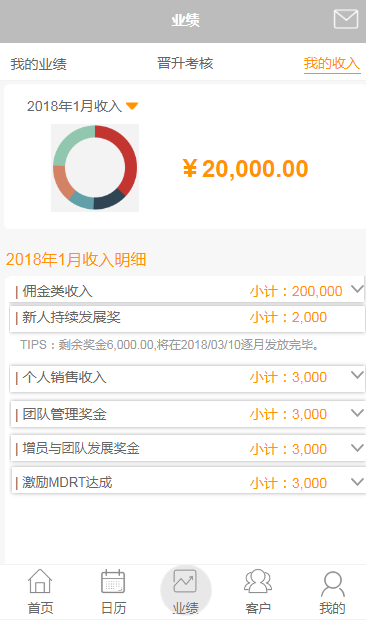 业绩
我的业绩 晋升考核 我的收入
2018年1月收入
￥20,000.00
2018年1月收入明细
| 佣金类收入 小计：200,000
| 新人持续发展奖 小计：2,000
TIPS：剩余奖金6,000.00,将在2018/03/10逐月发放完毕。
| 个人销售收入 小计：3,000
| 团队管理奖金 小计：3,000
| 增员与团队发展奖金 小计：3,000
| 激励MDRT达成 小计：3,000
首页 日历 业绩 客户 我的